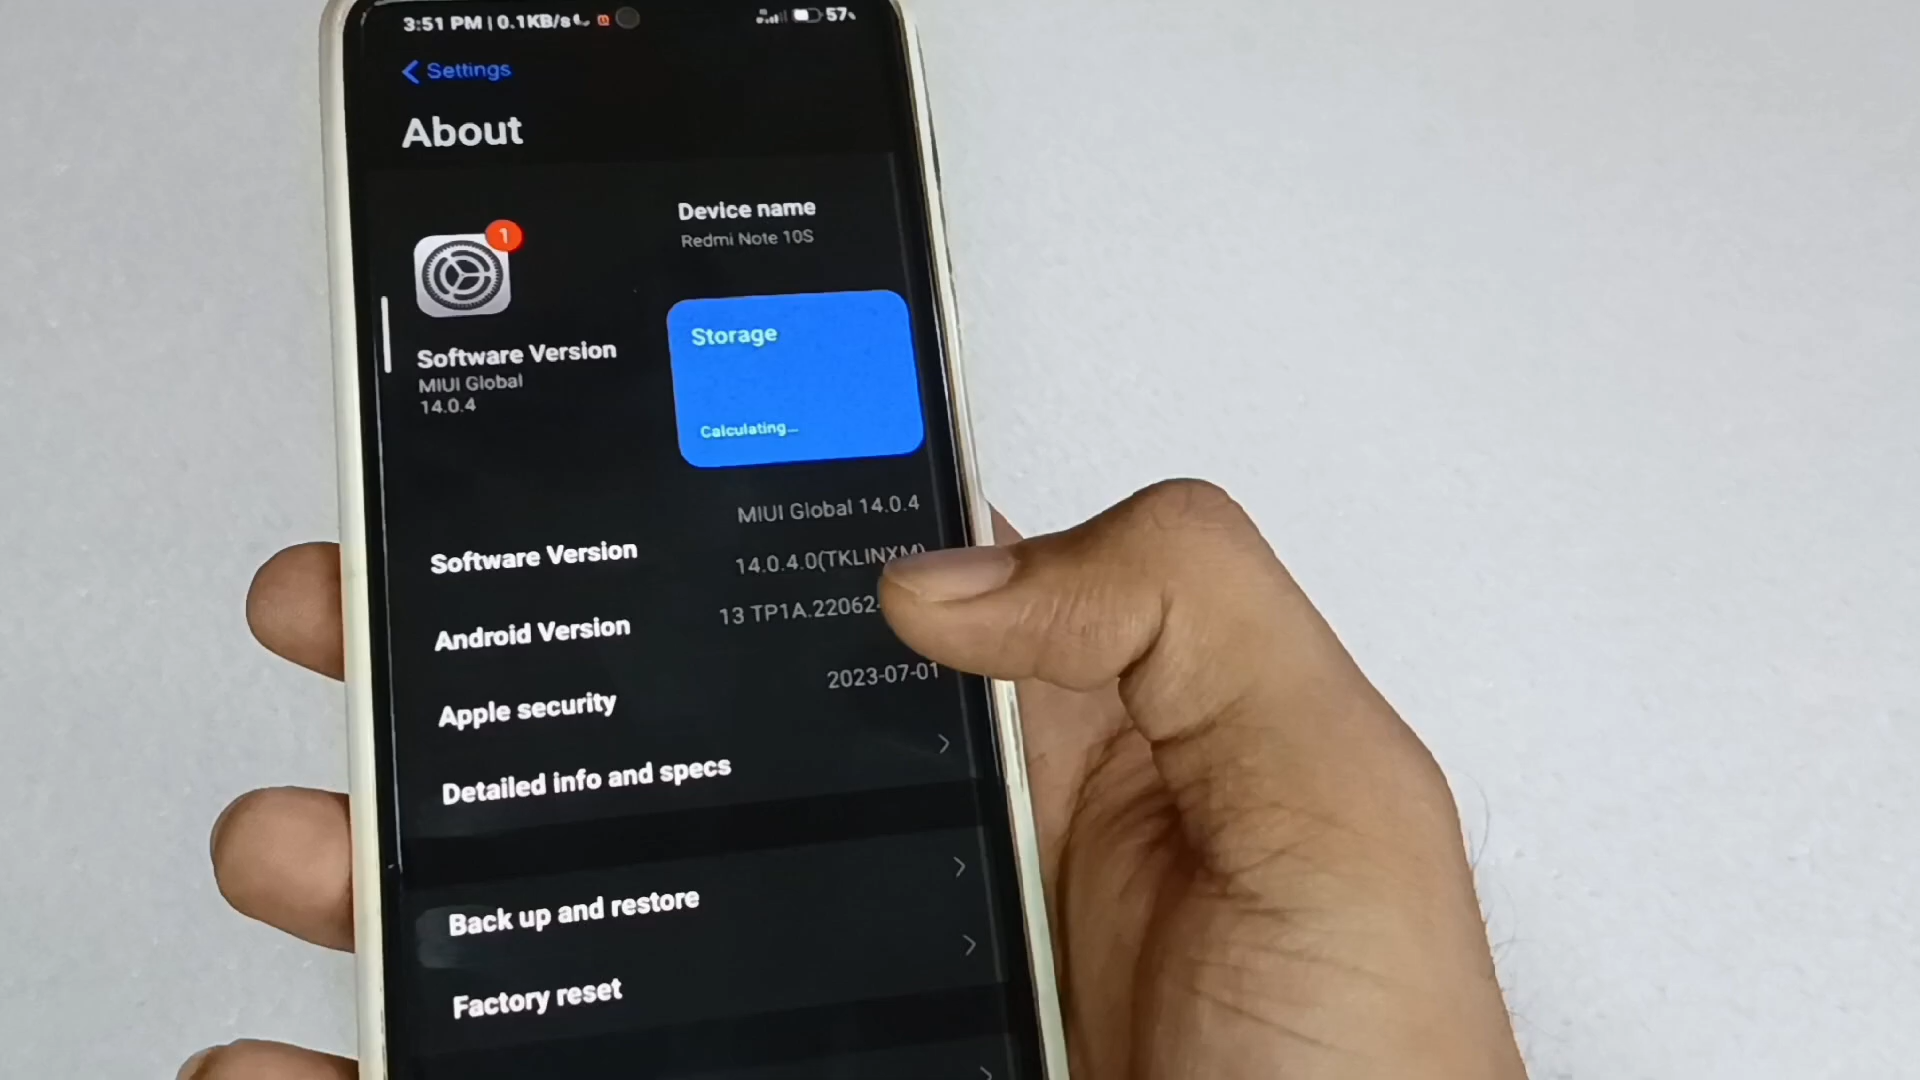 3:51 PM | 0.1KB/s
57
Settings
About
1
Device name
Redmi Note 10S
Software Version
MIUI Global
14.0.4
Storage
Calculating...
MIUI Global 14.0.4
Software Version
14.0.4.0(TKLINXM)
Android Version
13 TP1A.22062
Apple security
2023-07-01
Detailed info and specs
Back up and restore
Factory reset